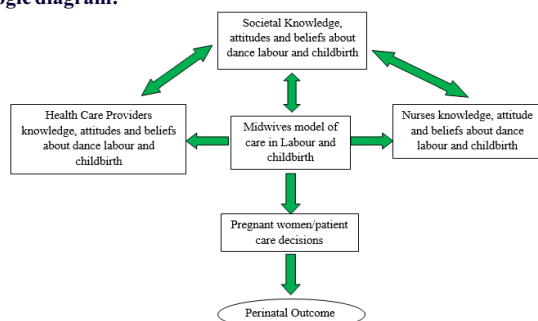 logic diagram:
Societal Knowledge,
attitudes and beliefs about
dance labour and childbirth
Health Care Providers
knowledge, attitudes and beliefs
about dance labour and
childbirth
Midwives model of
care in Labour and
childbirth
Nurses knowledge, attitude
and beliefs about dance
labour and childbirth
Pregnant women/patient
care decisions
Perinatal Outcome